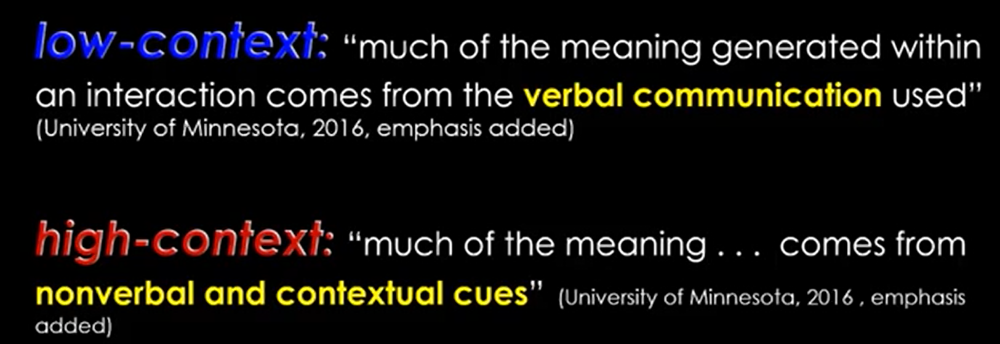 low-context: “much of the meaning generated within
an interaction comes from the verbal communication used”
(University of Minnesota, 2016, emphasis added)
high-context: “much of the meaning . . . comes from
nonverbal and contextual cues” (University of Minnesota, 2016 , emphasis
added)